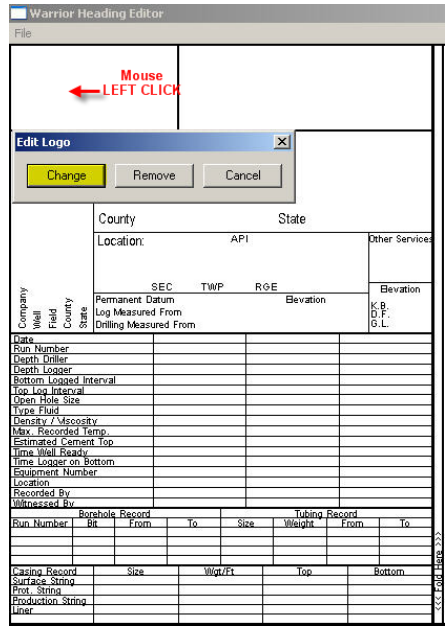 Warrior Heading Editor
File
Mouse
LEFT CLICK
Edit Logo
Change Remove Cancel
County State
Location: API Other Services
SEC TWP RGE
Company
Well
Field
County
State
Permanent Datum Elevation
Log Measured From
Drilling Measured From
Elevation
K.B.
D.F.
G.L.
Date
Run Number
Depth Driller
Depth Logger
Bottom Logged Interval
Top Log Interval
Open Hole Size
Type Fluid
Density / Viscosity
Max. Recorded Temp.
Estimated Cement Top
Time Well Ready
Time Logger on Bottom
Equipment Number
Location
Recorded By
Witnessed By
Borehole Record Tubing Record
Run Number Bit From To Size Weight From To
Casing Record Size Wgt/Ft Top Bottom
Surface String
Prot. String
Production String
Liner
<<< Fold Here >>>